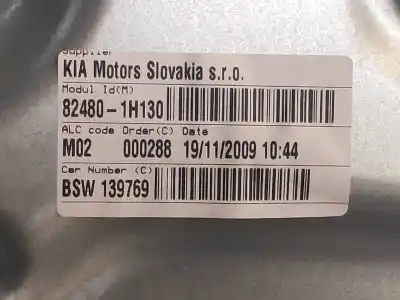 Supplier
KIA Motors Slovakia s.r.o.
Modul Id(M)
82480-1H130
ALC code Order(C) Date
M02 000288 19/11/2009 10:44
Car Number (C)
BSW 139769